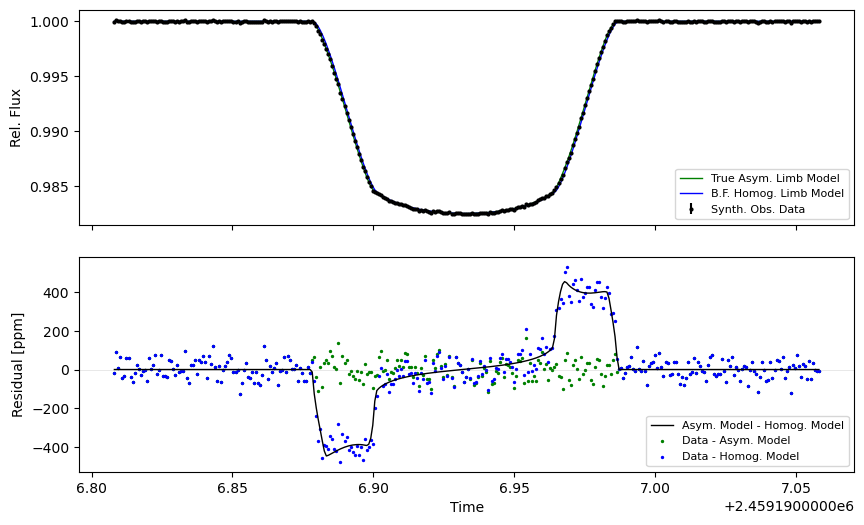 1.000
0.995
0.990
0.985
Rel. Flux
True Asym. Limb Model
B.F. Homog. Limb Model
Synth. Obs. Data
400
200
0
−200
−400
Residual [ppm]
Asym. Model - Homog. Model
Data - Asym. Model
Data - Homog. Model
6.80 6.85 6.90 6.95 7.00 7.05
Time
+2.4591900000e6